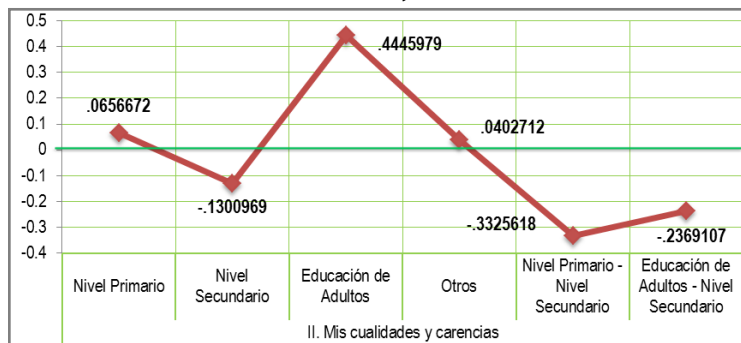 0.5
0.4
0.3
0.2
0.1
0
-0.1
-0.2
-0.3
-0.4
.0656672
-.1300969
.4445979
.0402712
-.3325618
-.2369107
Nivel Primario
Nivel
Secundario
Educación de
Adultos
Otros
Nivel Primario -
Nivel
Secundario
Educación de
Adultos - Nivel
Secundario
II. Mis cualidades y carencias